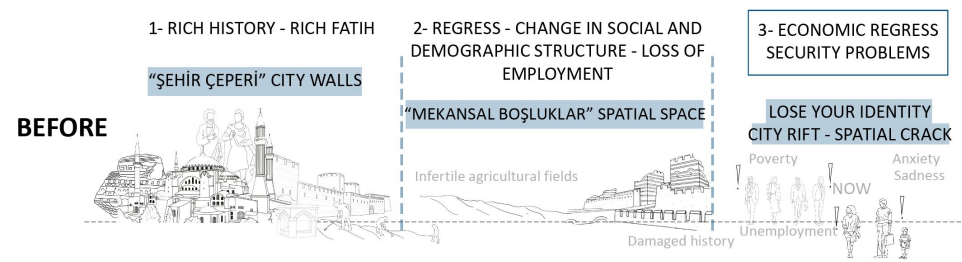 BEFORE
1- RICH HISTORY - RICH FATIH
“ŞEHİR ÇEPERİ” CITY WALLS
2- REGRESS - CHANGE IN SOCIAL AND
DEMOGRAPHIC STRUCTURE - LOSS OF
EMPLOYMENT
“MEKANSAL BOŞLUKLAR” SPATIAL SPACE
Infertile agricultural fields
Damaged history
3- ECONOMIC REGRESS
SECURITY PROBLEMS
LOSE YOUR IDENTITY
CITY RIFT - SPATIAL CRACK
Poverty
Anxiety
Sadness
! ! NOW
Unemployment! !